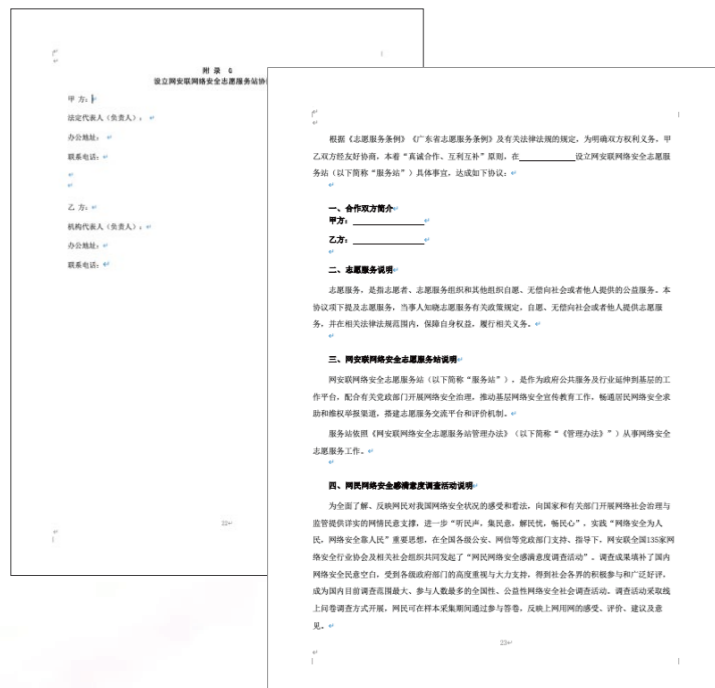 附 录 G
设立网安联网络安全志愿服务站协
甲 方：
法定代表人（负责人）：
办公地址：
联系电话：
乙 方：
机构代表人（负责人）：
办公地址：
联系电话：
22
根据《志愿服务条例》《广东省志愿服务条例》及有关法律法规的规定，为明确双方权利义务，甲
乙双方经友好协商，本着“真诚合作、互利互补”原则，在____________设立网安联网络安全志愿服
务站（以下简称“服务站”）具体事宜，达成如下协议：
一、合作双方简介
甲方：____________
乙方：____________
二、志愿服务说明
志愿服务，是指志愿者、志愿服务组织和其他组织自愿、无偿向社会或者他人提供的公益服务。本
协议项下提及志愿服务，当事人知晓志愿服务有关政策规定，自愿、无偿向社会或者他人提供志愿服
务，并在相关法律法规范围内，保障自身权益，履行相关义务。
三、网安联网络安全志愿服务站说明
网安联网络安全志愿服务站（以下简称“服务站”），是作为政府公共服务及行业延伸到基层的工
作平台，配合有关党政部门开展网络安全治理，推动基层网络安全宣传教育工作，畅通居民网络安全求
助和维权举报渠道，搭建志愿服务交流平台和评价机制。
服务站依照《网安联网络安全志愿服务站管理办法》（以下简称“《管理办法》”）从事网络安全
志愿服务工作。
四、网民网络安全感满意度调查活动说明
为全面了解、反映网民对我国网络安全状况的感受和看法，向国家和有关部门开展网络社会治理与
监管提供详实的网情民意支撑，进一步“听民声，集民意，解民忧，畅民心”，实践“网络安全为人
民，网络安全靠人民”重要思想，在全国各级公安、网信等党政部门支持、指导下，网安联全国135家网
络安全行业协会及相关社会组织共同发起了“网民网络安全感满意度调查活动”。调查成果填补了国内
网络安全民意空白，受到各级政府部门的高度重视与大力支持，得到社会各界的积极参与和广泛好评，
成为国内目前调查范围最大、参与人数最多的全国性、公益性网络安全社会调查活动。调查活动采取线
上问卷调查方式开展，网民可在样本采集期间通过参与答卷，反映上网用网的感受、评价、建议及意
见。
23